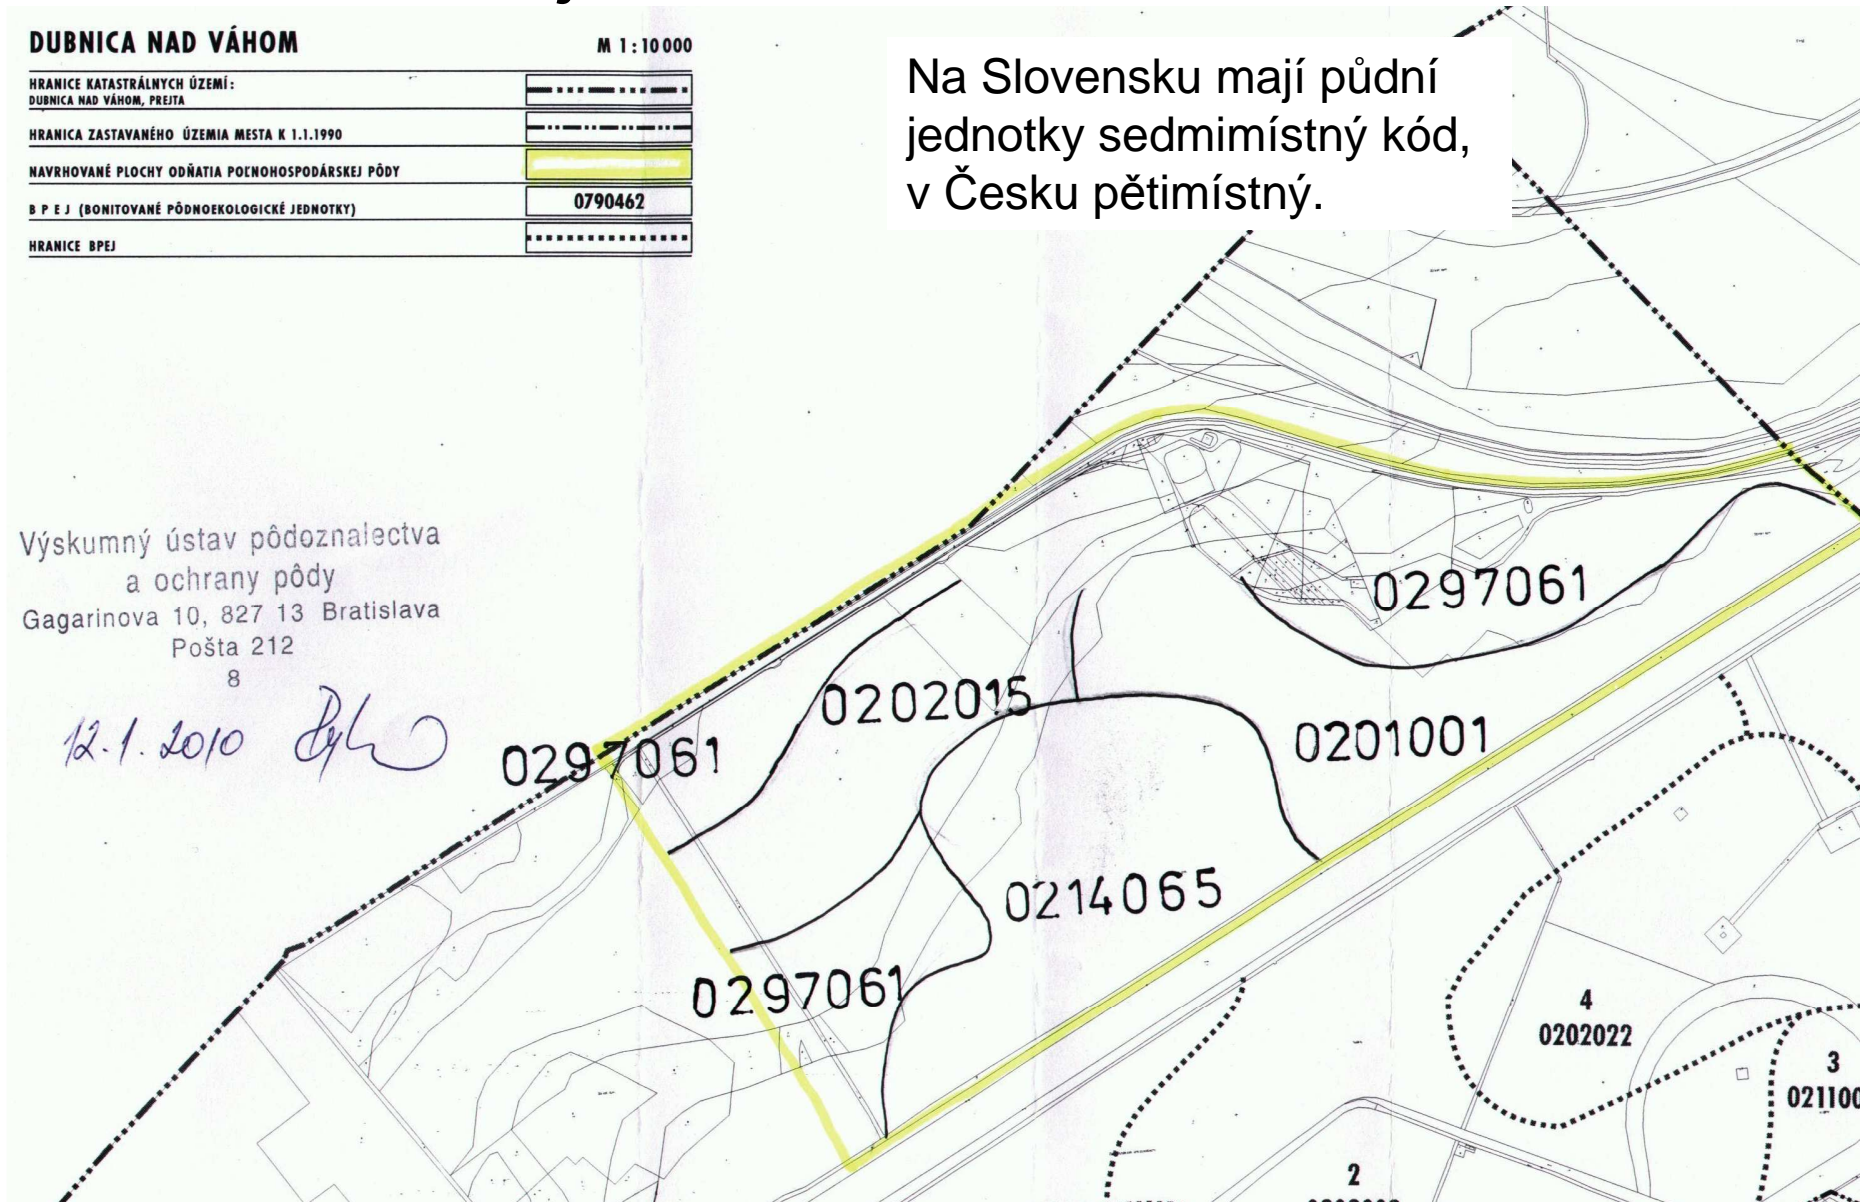 DUBNICA NAD VÁHOM M 1:10 000
HRANICE KATASTRÁLNYCH ÚZEMÍ:
DUBNICA NAD VÁHOM, PREJTA
HRANICA ZASTAVANÉHO ÚZEMIA MESTA K 1.1.1990
NAVRHOVANÉ PLOCHY ODŇATIA POĽNOHOSPODÁRSKEJ PÔDY
B P E J (BONITOVANÉ PÔDNOEKOLOGICKÉ JEDNOTKY) 0790462
HRANICE BPEJ
Na Slovensku mají půdní
jednotky sedmimístný kód,
v Česku pětimístný.
Výskumný ústav pôdoznalectva
a ochrany pôdy
Gagarinova 10, 827 13 Bratislava
Pošta 212
8
12.1.2010
0297061
0202015
0297061
0201001
0214065
0297061
4
0202022
3
021100
2